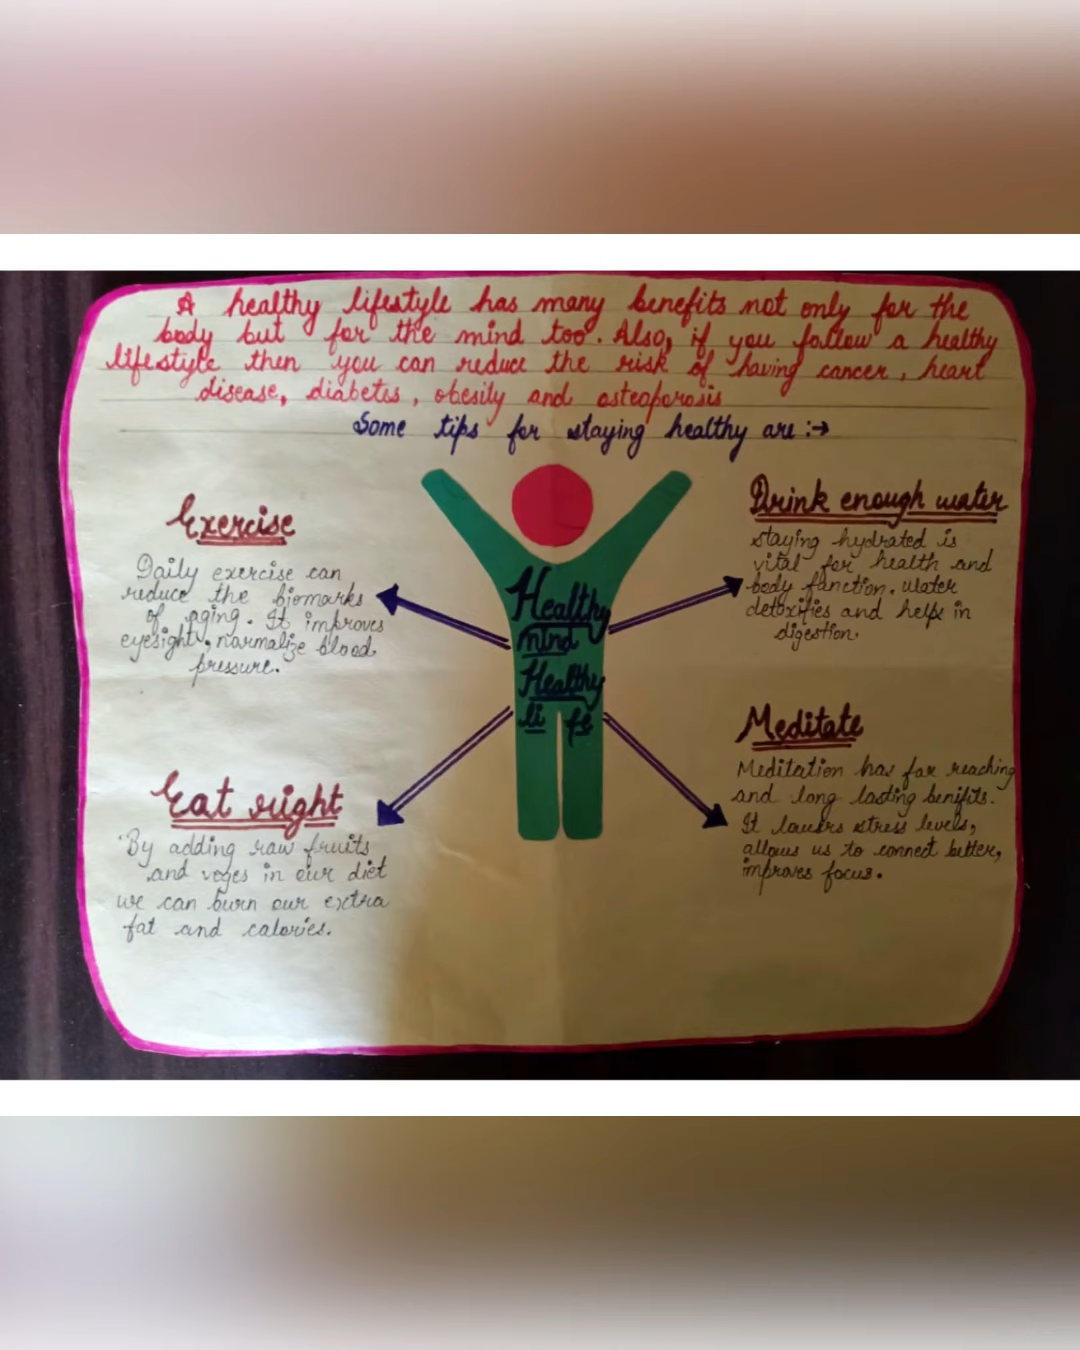 A healthy lifestyle has many benefits not only for the
body but for the mind too. Also, if you follow a healthy
lifestyle then you can reduce the risk of having cancer, heart
disease, diabetes, obesity and osteoporosis
Some tips for staying healthy are :→
Exercise
Daily exercise can
reduce the biomarks
of aging. It improves
eyesight, normalize blood
pressure.
Drink enough water
staying hydrated is
vital for health and
body function. Water
detoxifies and helps in
digestion.
Healthy
mind
Healthy
li fe
Eat right
By adding raw fruits
and veges in our diet
we can burn our extra
fat and calories.
Meditate
Meditation has far reaching
and long lasting benifits.
It lowers stress levels,
allows us to connect better,
improves focus.